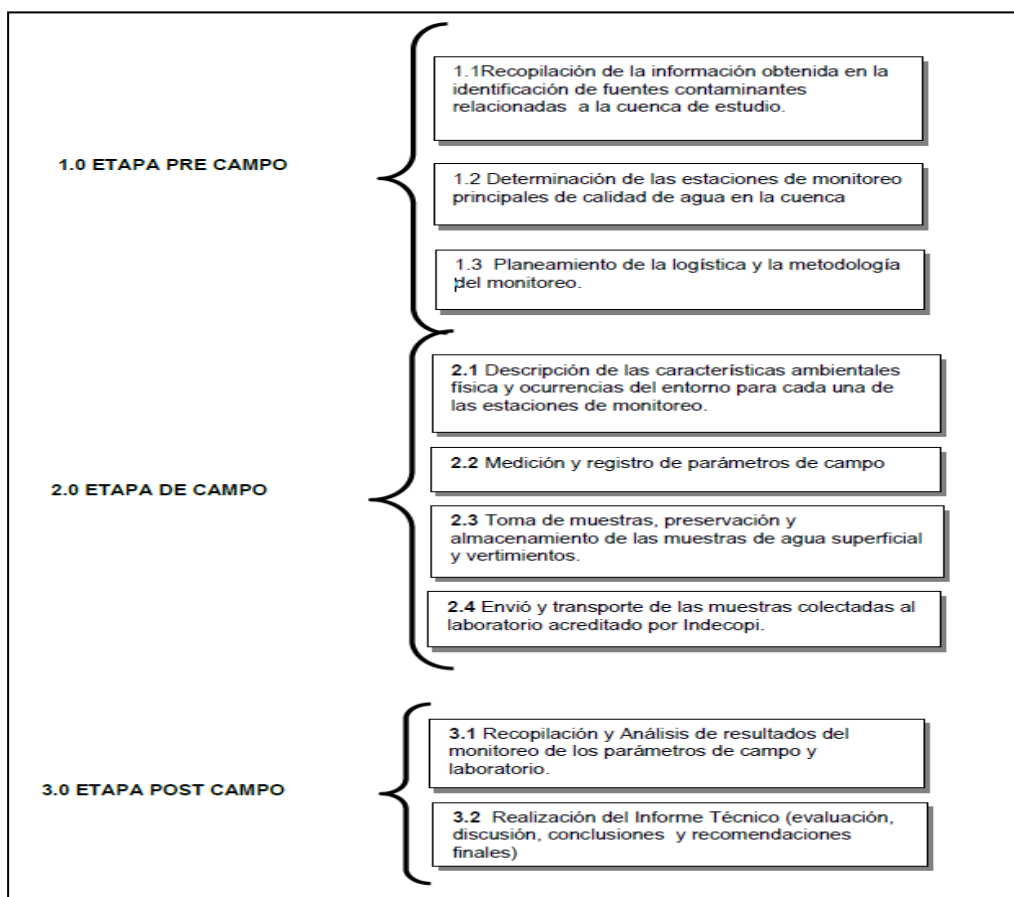 1.0 ETAPA PRE CAMPO
1.1Recopilación de la información obtenida en la
identificación de fuentes contaminantes
relacionadas a la cuenca de estudio.
1.2 Determinación de las estaciones de monitoreo
principales de calidad de agua en la cuenca
1.3 Planeamiento de la logística y la metodología
del monitoreo.
2.0 ETAPA DE CAMPO
2.1 Descripción de las características ambientales
física y ocurrencias del entorno para cada una de
las estaciones de monitoreo.
2.2 Medición y registro de parámetros de campo
2.3 Toma de muestras, preservación y
almacenamiento de las muestras de agua superficial
y vertimientos.
2.4 Envió y transporte de las muestras colectadas al
laboratorio acreditado por Indecopi.
3.0 ETAPA POST CAMPO
3.1 Recopilación y Análisis de resultados del
monitoreo de los parámetros de campo y
laboratorio.
3.2 Realización del Informe Técnico (evaluación,
discusión, conclusiones y recomendaciones
finales)